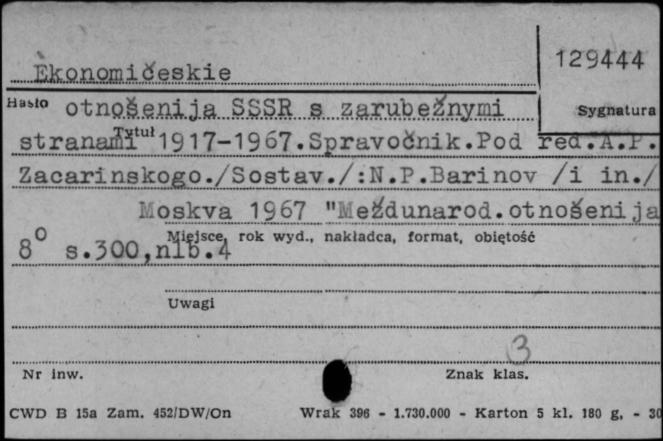 129444
Ekonomičeskie
Hasło otnošenija SSSR s zarubežnymi
Sygnatura
Tytuł
stranami 1917-1967.Spravočnik.Pod red.A.P.
Zacarinskogo./Sostav./:N.P.Barinov /i in./
Moskva 1967 "Meždunarod.otnošenija
Miejsce, rok wyd., nakładca, format, objętość
8° s.300,nlb.4
Uwagi
3
Nr inw. Znak klas.
CWD B 15a Zam. 452/DW/On Wrak 396 - 1.730.000 - Karton 5 kl. 180 g, - 30